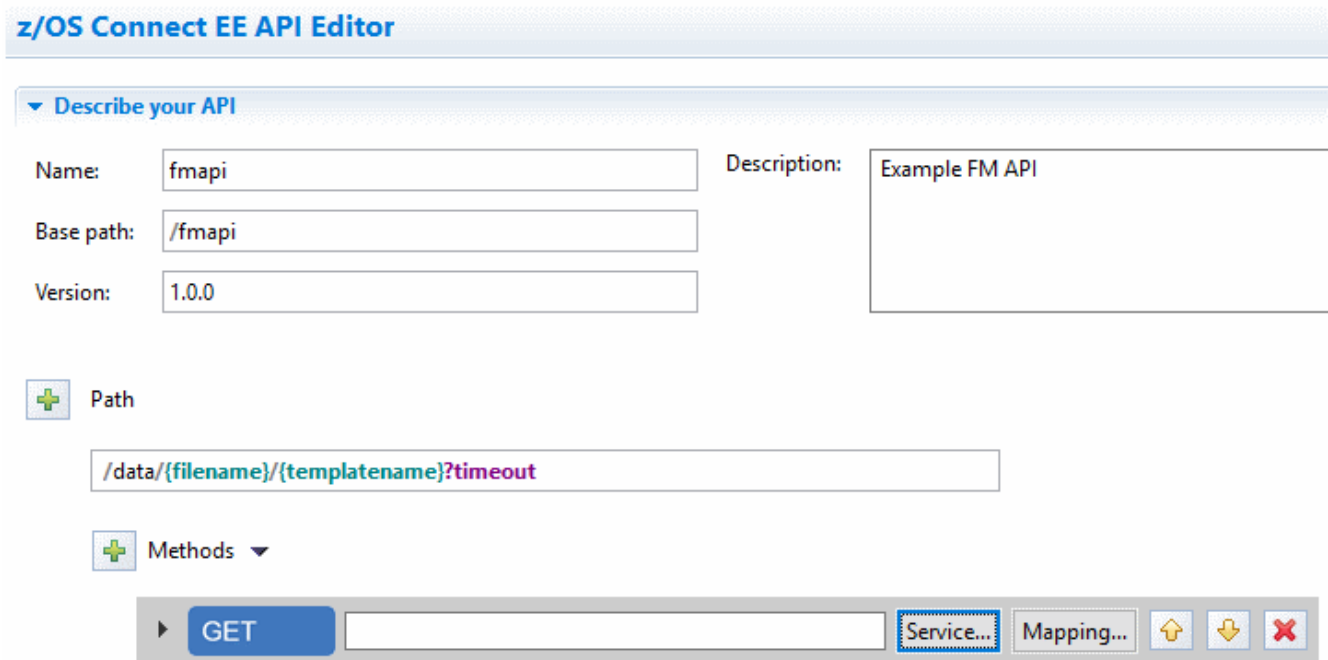 z/OS Connect EE API Editor
Describe your API
Name: fmapi Description: Example FM API
Base path: /fmapi
Version: 1.0.0
Path
/data/{filename}/{templatename}?timeout
Methods
GET Service... Mapping...